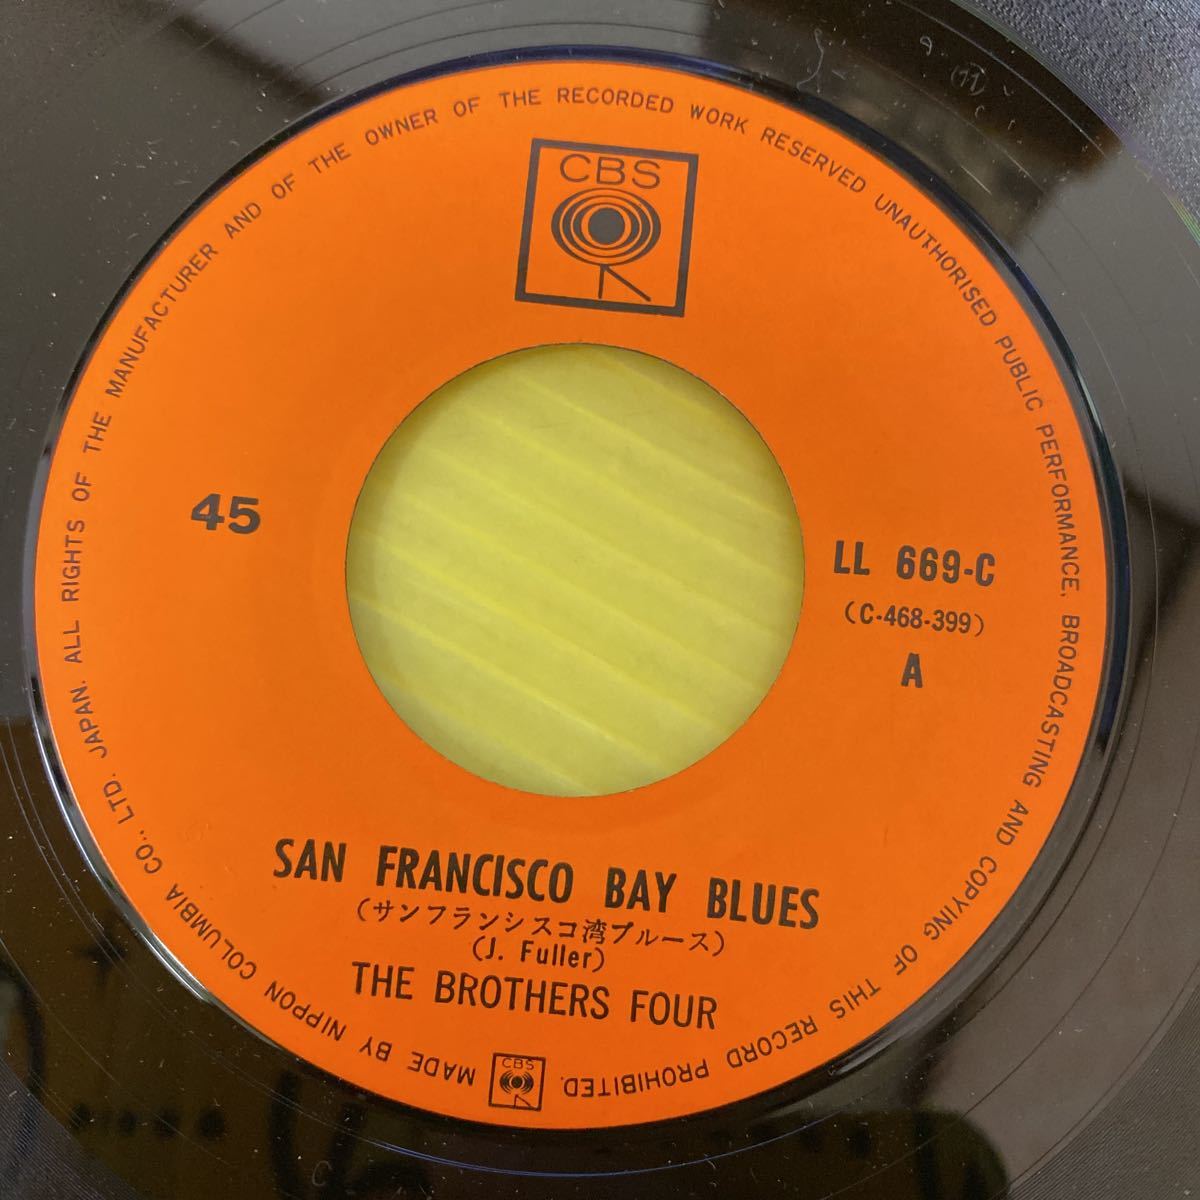 CBS
45
LL 669-C
(C-468-399)
A
SAN FRANCISCO BAY BLUES
(サンフランシスコ湾ブルース)
(J. Fuller)
THE BROTHERS FOUR
MADE BY NIPPON COLUMBIA CO., LTD. JAPAN. ALL RIGHTS OF THE MANUFACTURER AND OF THE OWNER OF THE RECORDED WORK RESERVED UNAUTHORISED PUBLIC PERFORMANCE, BROADCASTING AND COPYING OF THIS RECORD PROHIBITED.
CBS